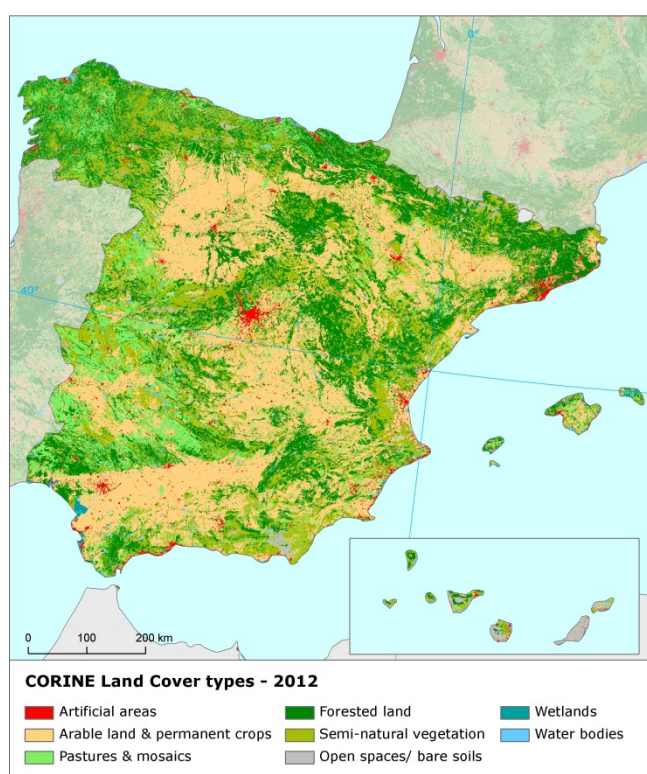 0°
40°
0 100 200 km
CORINE Land Cover types - 2012
Artificial areas
Forested land
Wetlands
Arable land & permanent crops
Semi-natural vegetation
Water bodies
Pastures & mosaics
Open spaces/ bare soils